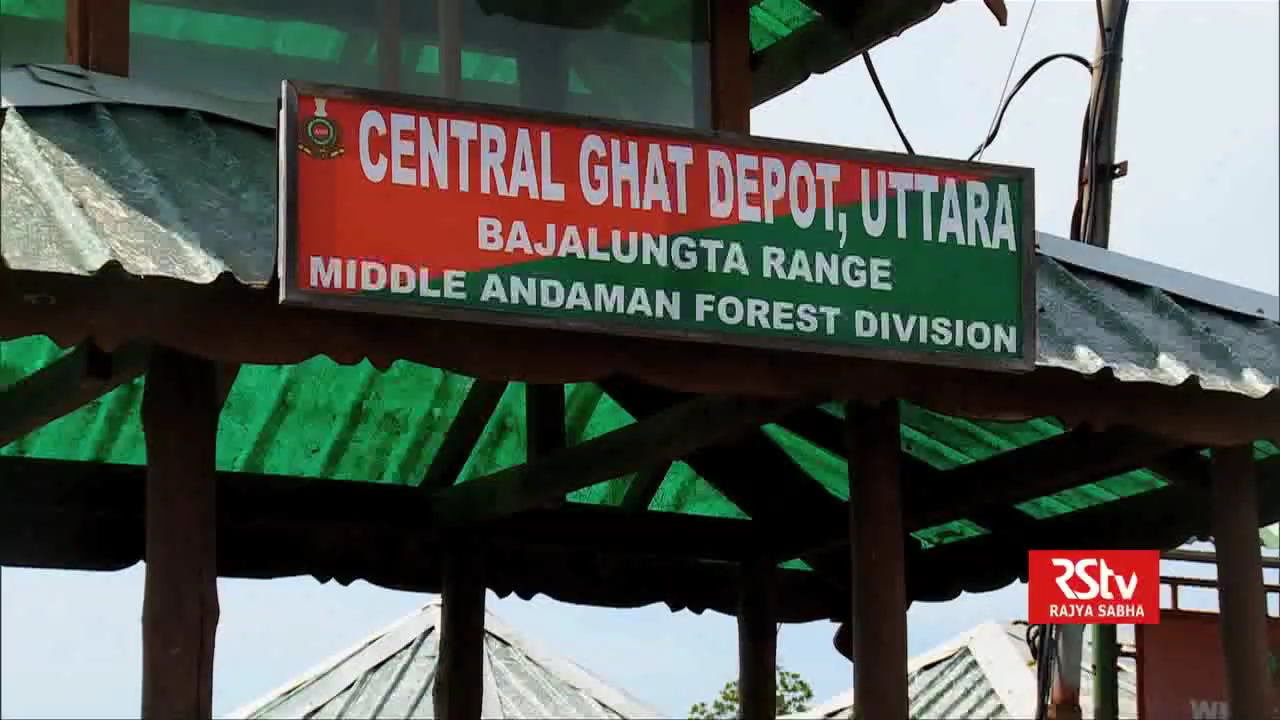 CENTRAL GHAT DEPOT, UTTARA
BAJALUNGTA RANGE
MIDDLE ANDAMAN FOREST DIVISION
RStv
RAJYA SABHA